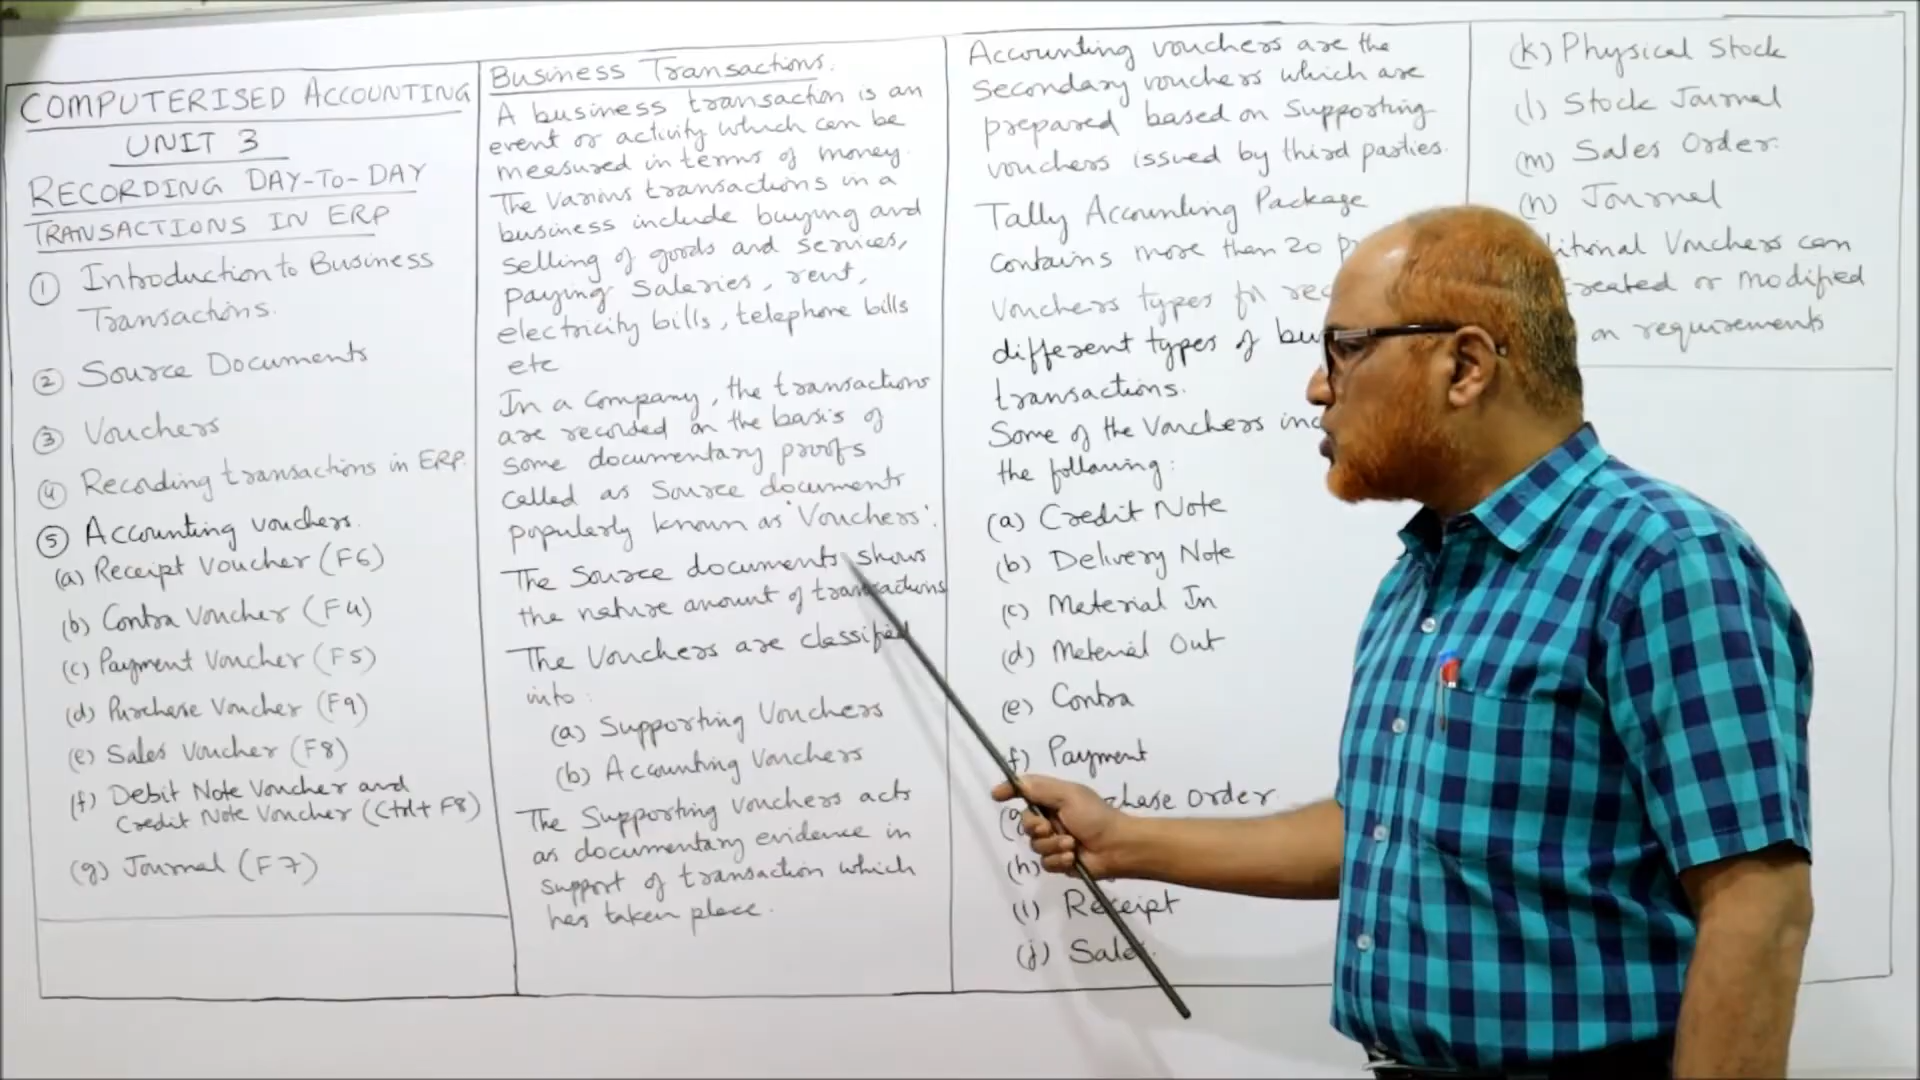 COMPUTERISED ACCOUNTING
UNIT 3
RECORDING DAY-TO-DAY
TRANSACTIONS IN ERP
① Introduction to Business
Transactions.
② Source Documents
③ Vouchers
④ Recording transactions in ERP.
⑤ Accounting vouchers.
(a) Receipt Voucher (F6)
(b) Contra Voucher (F4)
(c) Payment Voucher (F5)
(d) Purchase Voucher (F9)
(e) Sales Voucher (F8)
(f) Debit Note Voucher and
Credit Note Voucher (Ctrl+F8)
(g) Journal (F7)
Business Transactions.
A business transaction is an
event or activity which can be
measured in terms of money.
The Various transactions in a
business include buying and
selling of goods and services,
paying salaries, rent,
electricity bills, telephone bills
etc
In a company, the transactions
are recorded on the basis of
some documentary proofs
called as Source documents
popularly known as 'Vouchers'.
The Source documents shows
the nature amount of transactions
The Vouchers are classified
into:
(a) Supporting Vouchers
(b) Accounting Vouchers
The Supporting vouchers acts
as documentary evidence in
support of transaction which
has taken place.
Accounting vouchers are the
Secondary vouchers which are
prepared based on Supporting
vouchers issued by third parties.
Tally Accounting Package
contains more than 20
Vouchers types for
different types of
transactions.
Some of the Vouchers
the following:
(a) Credit Note
(b) Delivery Note
(c) Material In
(d) Material Out
(e) Contra
(f) Payment
Order
(h)
(i) Receipt
(j) Sales
(k) Physical Stock
(l) Stock Journal
(m) Sales Order.
(n) Journal
Vouchers can
or modified
on requirements